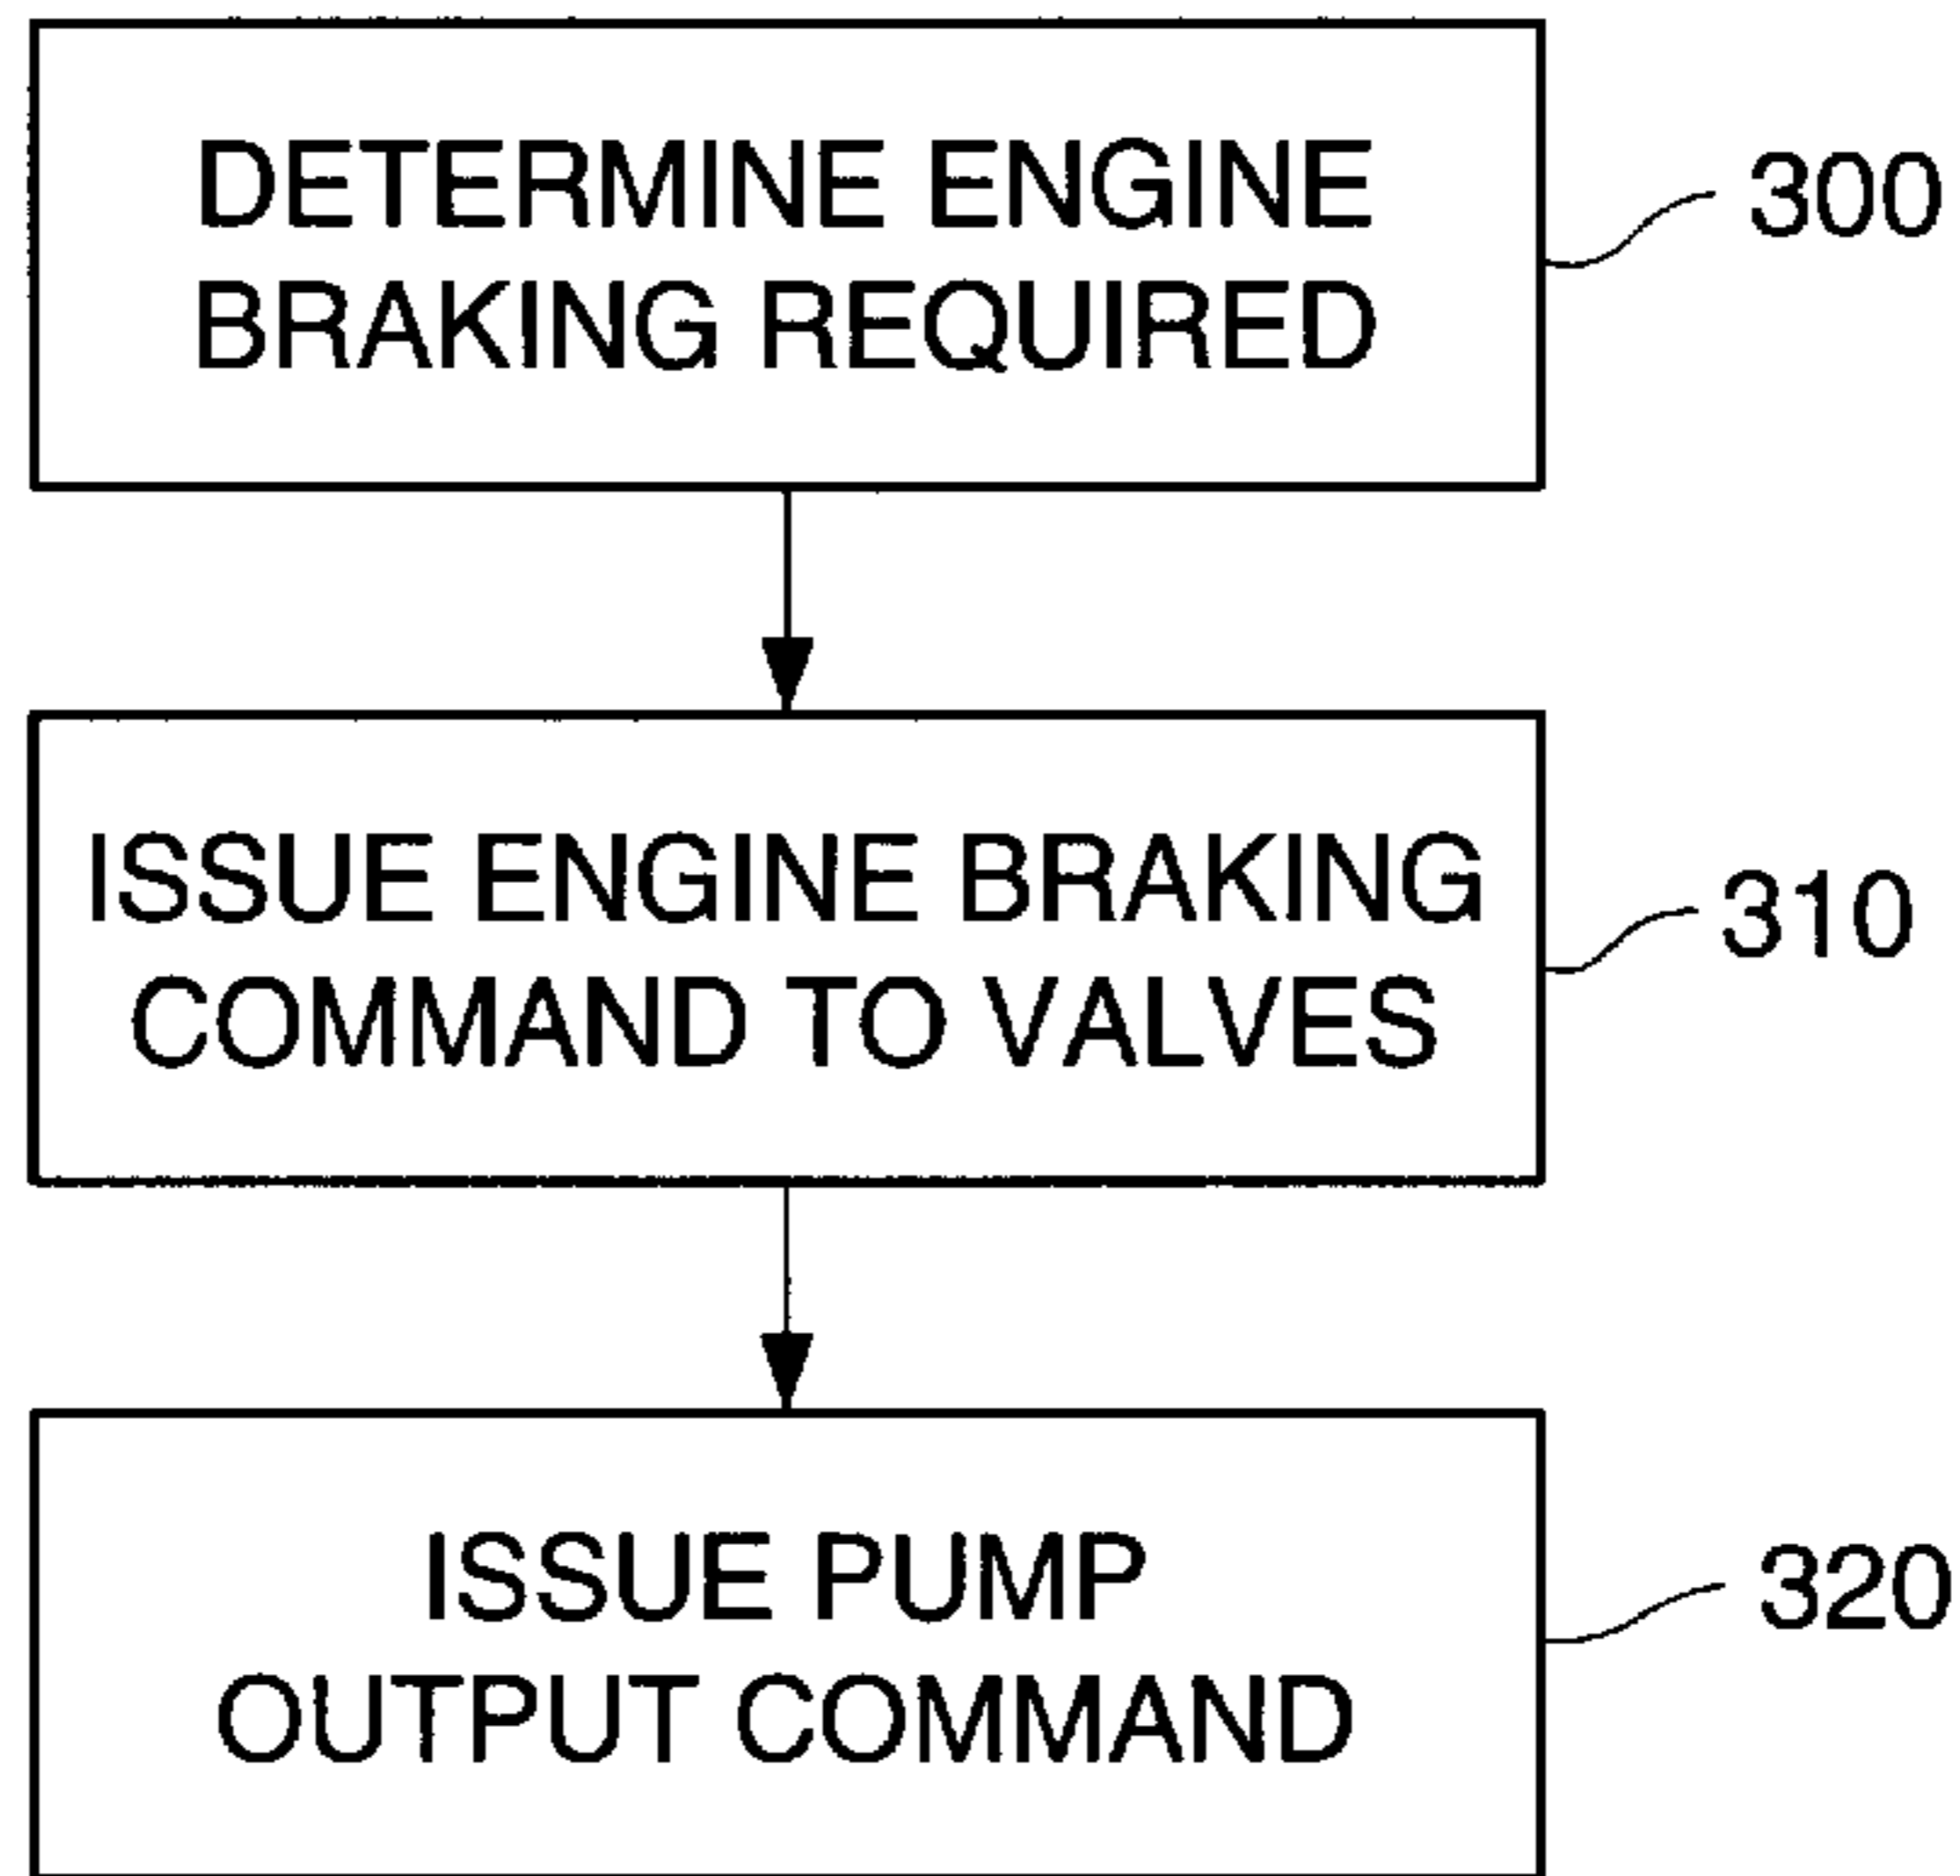 DETERMINE ENGINE
BRAKING REQUIRED
300
ISSUE ENGINE BRAKING
COMMAND TO VALVES
310
ISSUE PUMP
OUTPUT COMMAND
320